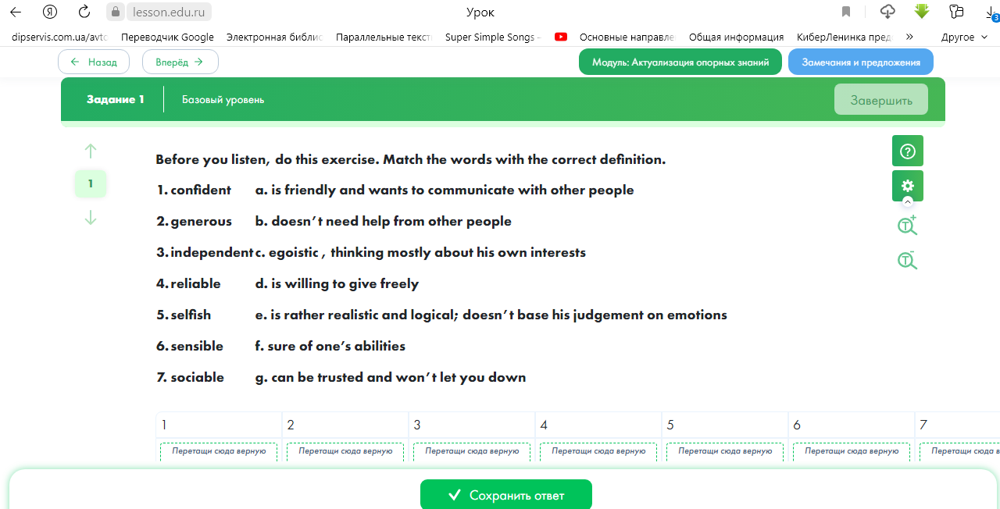 lesson.edu.ru
Урок
3
dipservis.com.ua/avto
Переводчик Google
Электронная библис
Параллельные текст
Super Simple Songs -
Основные направле
Общая информация
КиберЛенинка пред
»
Другое
← Назад
Вперёд →
Модуль: Актуализация опорных знаний
Замечания и предложения
Задание 1
Базовый уровень
Завершить
1
Before you listen, do this exercise. Match the words with the correct definition.
1. confident a. is friendly and wants to communicate with other people
2. generous b. doesn’t need help from other people
3. independent c. egoistic , thinking mostly about his own interests
4. reliable d. is willing to give freely
5. selfish e. is rather realistic and logical; doesn’t base his judgement on emotions
6. sensible f. sure of one’s abilities
7. sociable g. can be trusted and won’t let you down
1 2 3 4 5 6 7
Перетащи сюда верную Перетащи сюда верную Перетащи сюда верную Перетащи сюда верную Перетащи сюда верную Перетащи сюда верную Перетащи сюда в
Сохранить ответ